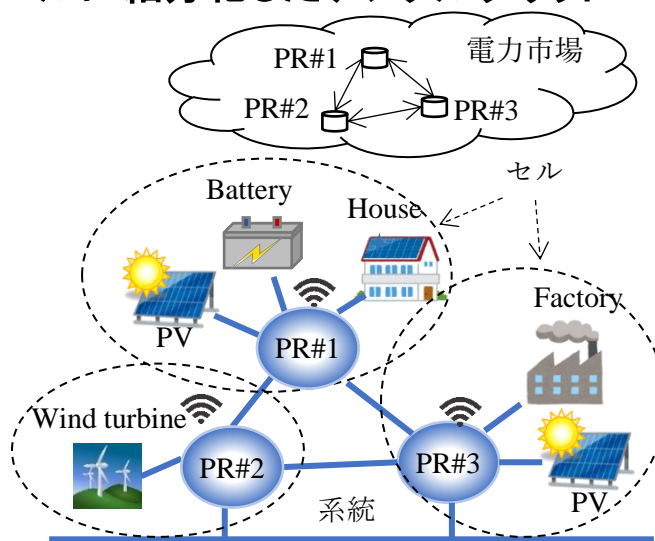 電力市場
PR#1
PR#2
PR#3
セル
Battery
House
Factory
PV
PR#1
Wind turbine
PR#2
PR#3
PV
系統